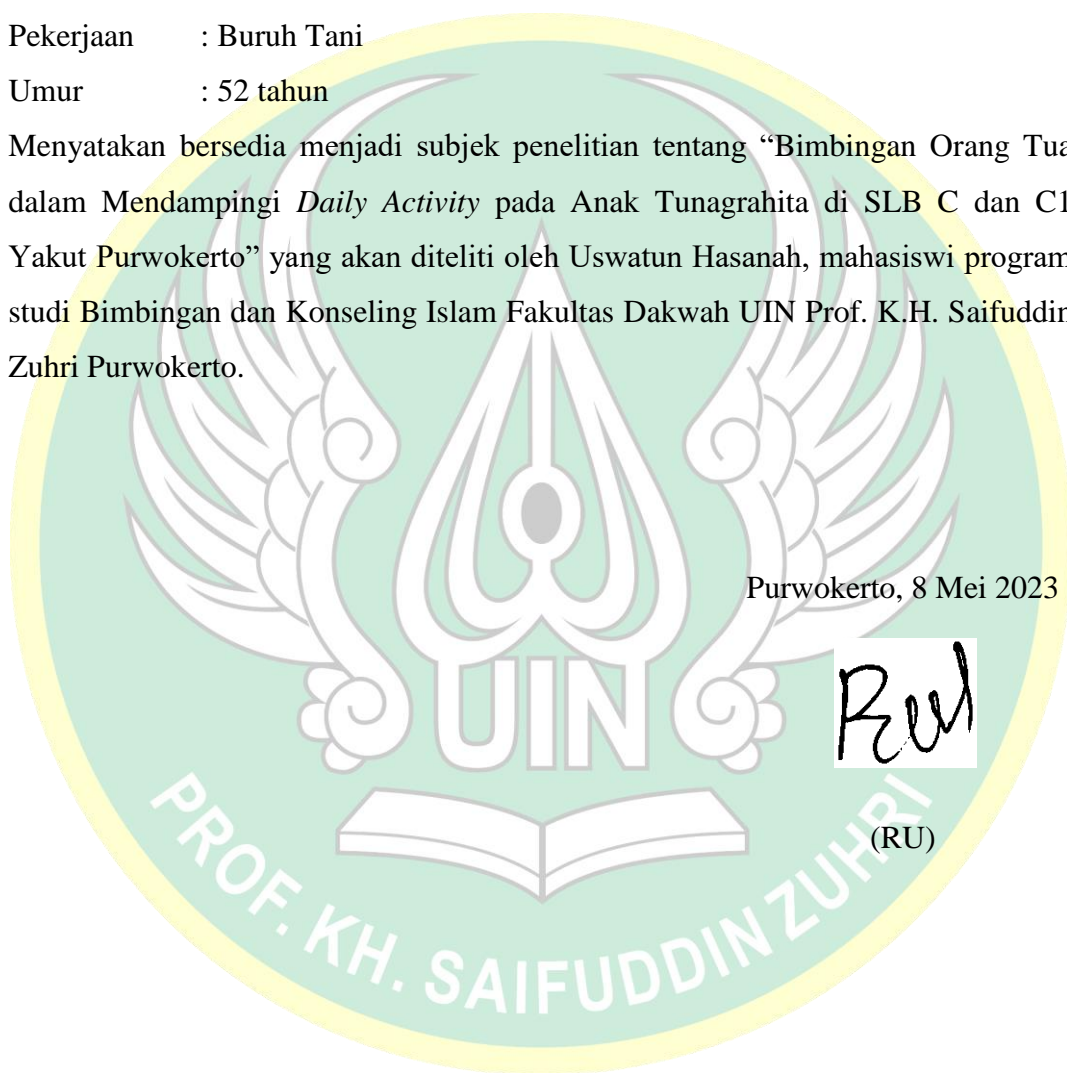 Pekerjaan : Buruh Tani
Umur : 52 tahun
Menyatakan bersedia menjadi subjek penelitian tentang “Bimbingan Orang Tua
dalam Mendampingi Daily Activity pada Anak Tunagrahita di SLB C dan C1
Yakut Purwokerto” yang akan diteliti oleh Uswatun Hasanah, mahasiswi program
studi Bimbingan dan Konseling Islam Fakultas Dakwah UIN Prof. K.H. Saifuddin
Zuhri Purwokerto.
Purwokerto, 8 Mei 2023
(RU)
UIN
PROF. KH. SAIFUDDIN ZUHRI